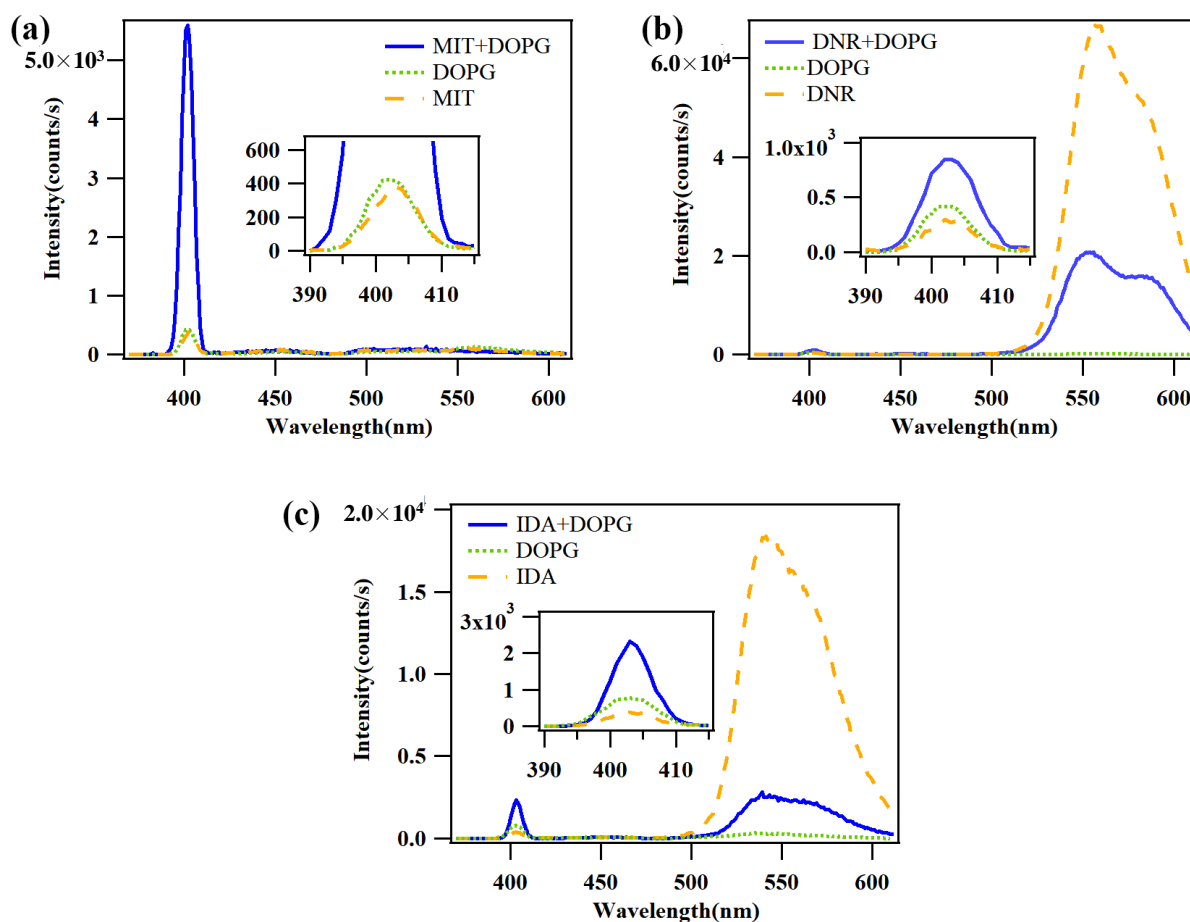 (a)
MIT+DOPG
DOPG
MIT
5.0×10³
4
3
2
1
0
Intensity(counts/s)
600
400
200
0
390 400 410
400 450 500 550 600
Wavelength(nm)
(b)
DNR+DOPG
DOPG
DNR
6.0×10⁴
4
2
0
Intensity(counts/s)
1.0x10³
0.5
0.0
390 400 410
400 450 500 550 600
Wavelength(nm)
(c)
IDA+DOPG
DOPG
IDA
2.0×10⁴
1.5
1.0
0.5
0.0
Intensity(counts/s)
3x10³
2
1
0
390 400 410
400 450 500 550 600
Wavelength(nm)